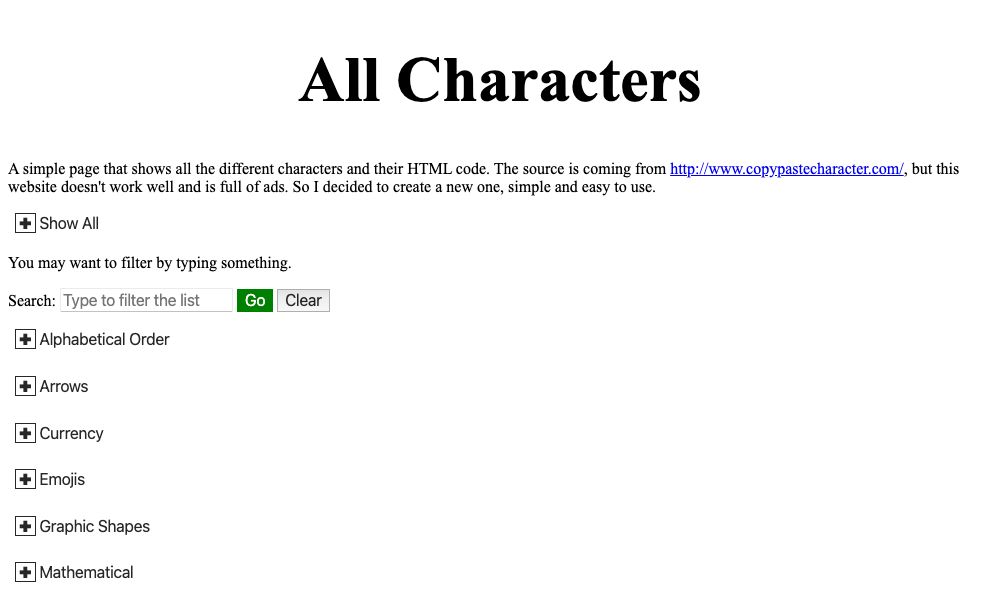 All Characters
A simple page that shows all the different characters and their HTML code. The source is coming from http://www.copypastecharacter.com/, but this
website doesn't work well and is full of ads. So I decided to create a new one, simple and easy to use.
Show All
You may want to filter by typing something.
Search: Type to filter the list Go Clear
Alphabetical Order
Arrows
Currency
Emojis
Graphic Shapes
Mathematical